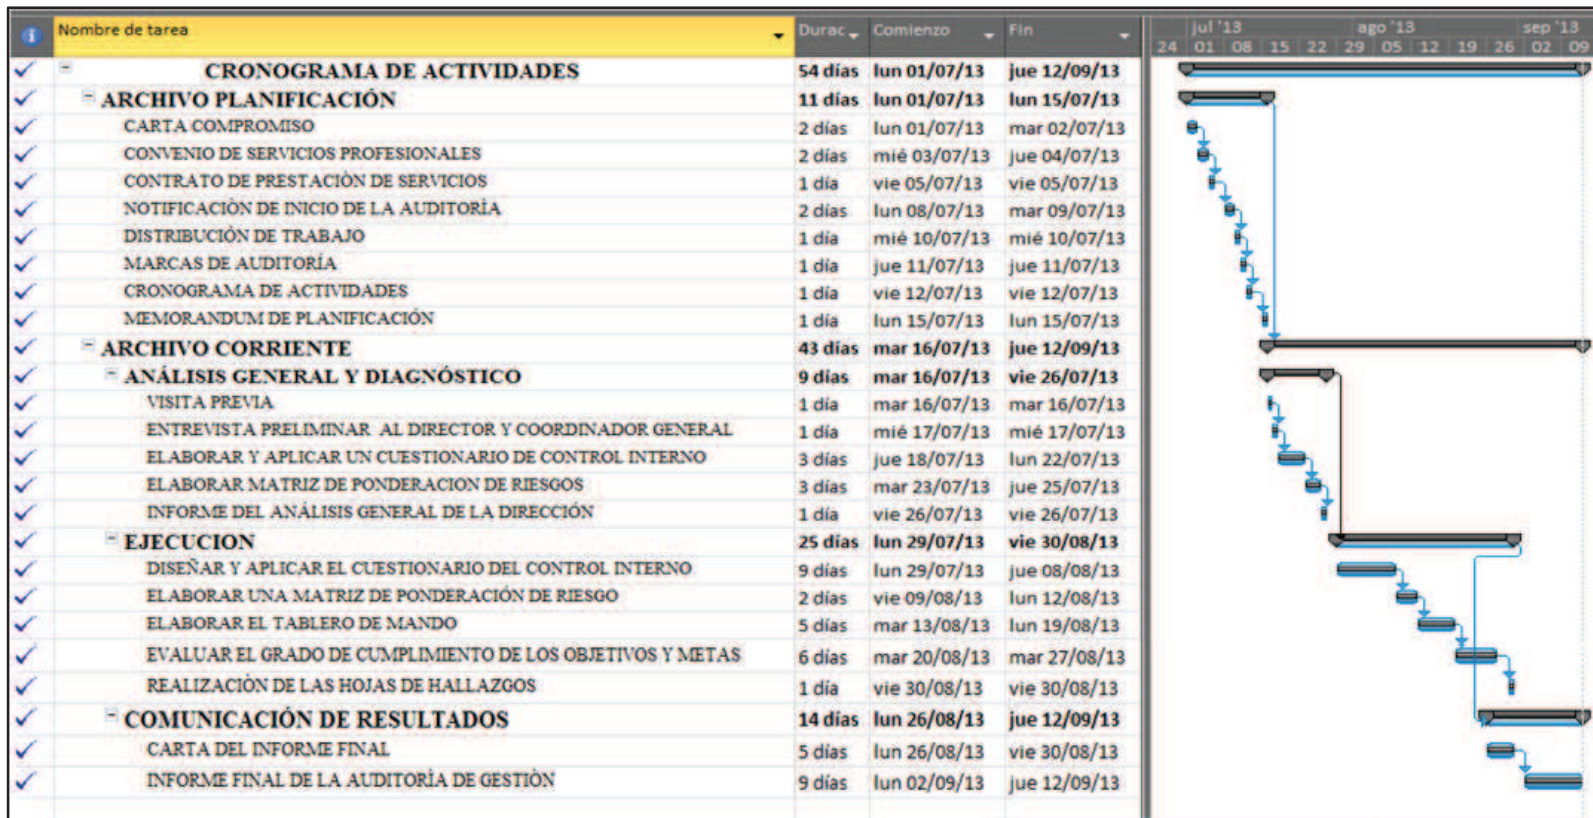 Nombre de tarea Durac Comienzo Fin jul '13 ago '13 sep '13
24 01 08 15 22 29 05 12 19 26 02 09
CRONOGRAMA DE ACTIVIDADES 54 días lun 01/07/13 jue 12/09/13
ARCHIVO PLANIFICACIÓN 11 días lun 01/07/13 lun 15/07/13
CARTA COMPROMISO 2 días lun 01/07/13 mar 02/07/13
CONVENIO DE SERVICIOS PROFESIONALES 2 días mié 03/07/13 jue 04/07/13
CONTRATO DE PRESTACIÒN DE SERVICIOS 1 día vie 05/07/13 vie 05/07/13
NOTIFICACIÒN DE INICIO DE LA AUDITORÌA 2 días lun 08/07/13 mar 09/07/13
DISTRIBUCIÓN DE TRABAJO 1 día mié 10/07/13 mié 10/07/13
MARCAS DE AUDITORÍA 1 día jue 11/07/13 jue 11/07/13
CRONOGRAMA DE ACTIVIDADES 1 día vie 12/07/13 vie 12/07/13
MEMORANDUM DE PLANIFICACIÓN 1 día lun 15/07/13 lun 15/07/13
ARCHIVO CORRIENTE 43 días mar 16/07/13 jue 12/09/13
ANÁLISIS GENERAL Y DIAGNÓSTICO 9 días mar 16/07/13 vie 26/07/13
VISITA PREVIA 1 día mar 16/07/13 mar 16/07/13
ENTREVISTA PRELIMINAR AL DIRECTOR Y COORDINADOR GENERAL 1 día mié 17/07/13 mié 17/07/13
ELABORAR Y APLICAR UN CUESTIONARIO DE CONTROL INTERNO 3 días jue 18/07/13 lun 22/07/13
ELABORAR MATRIZ DE PONDERACION DE RIESGOS 3 días mar 23/07/13 jue 25/07/13
INFORME DEL ANÁLISIS GENERAL DE LA DIRECCIÓN 1 día vie 26/07/13 vie 26/07/13
EJECUCION 25 días lun 29/07/13 vie 30/08/13
DISEÑAR Y APLICAR EL CUESTIONARIO DEL CONTROL INTERNO 9 días lun 29/07/13 jue 08/08/13
ELABORAR UNA MATRIZ DE PONDERACIÓN DE RIESGO 2 días vie 09/08/13 lun 12/08/13
ELABORAR EL TABLERO DE MANDO 5 días mar 13/08/13 lun 19/08/13
EVALUAR EL GRADO DE CUMPLIMIENTO DE LOS OBJETIVOS Y METAS 6 días mar 20/08/13 mar 27/08/13
REALIZACIÒN DE LAS HOJAS DE HALLAZGOS 1 día vie 30/08/13 vie 30/08/13
COMUNICACIÓN DE RESULTADOS 14 días lun 26/08/13 jue 12/09/13
CARTA DEL INFORME FINAL 5 días lun 26/08/13 vie 30/08/13
INFORME FINAL DE LA AUDITORÌA DE GESTIÒN 9 días lun 02/09/13 jue 12/09/13